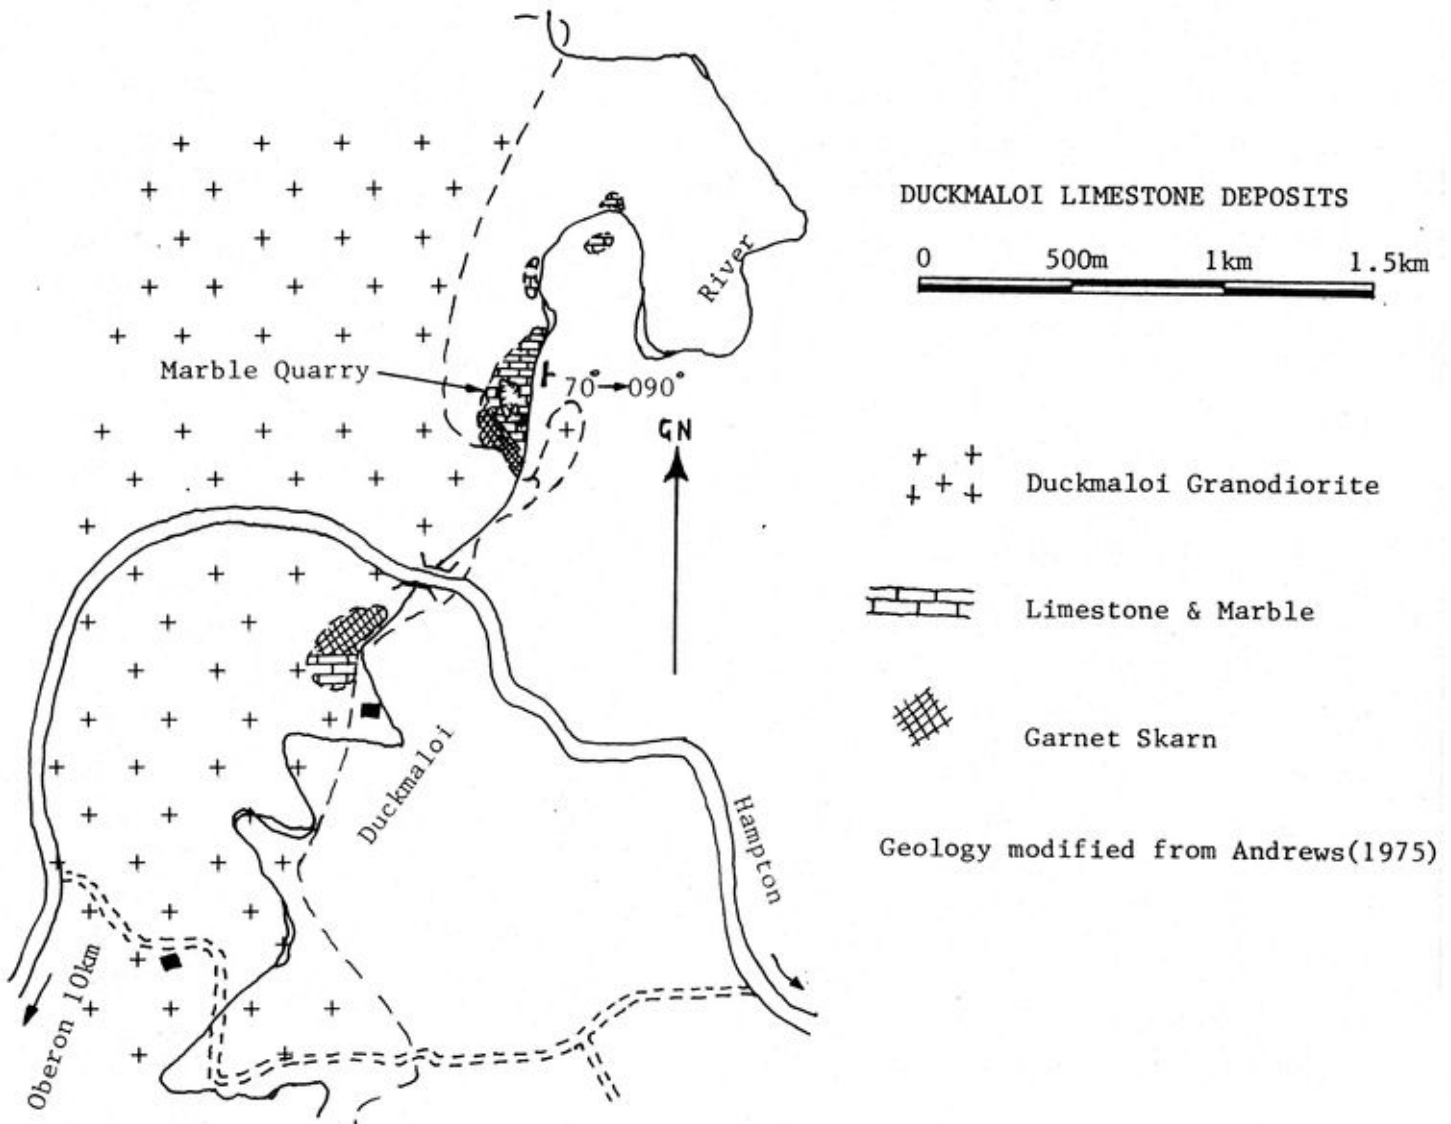 DUCKMALOI LIMESTONE DEPOSITS
0 500m 1km 1.5km
River
Marble Quarry
70° 090°
GN
Duckmaloi Granodiorite
Limestone & Marble
Garnet Skarn
Duckmaloi
Hampton
Geology modified from Andrews(1975)
Oberon 10km